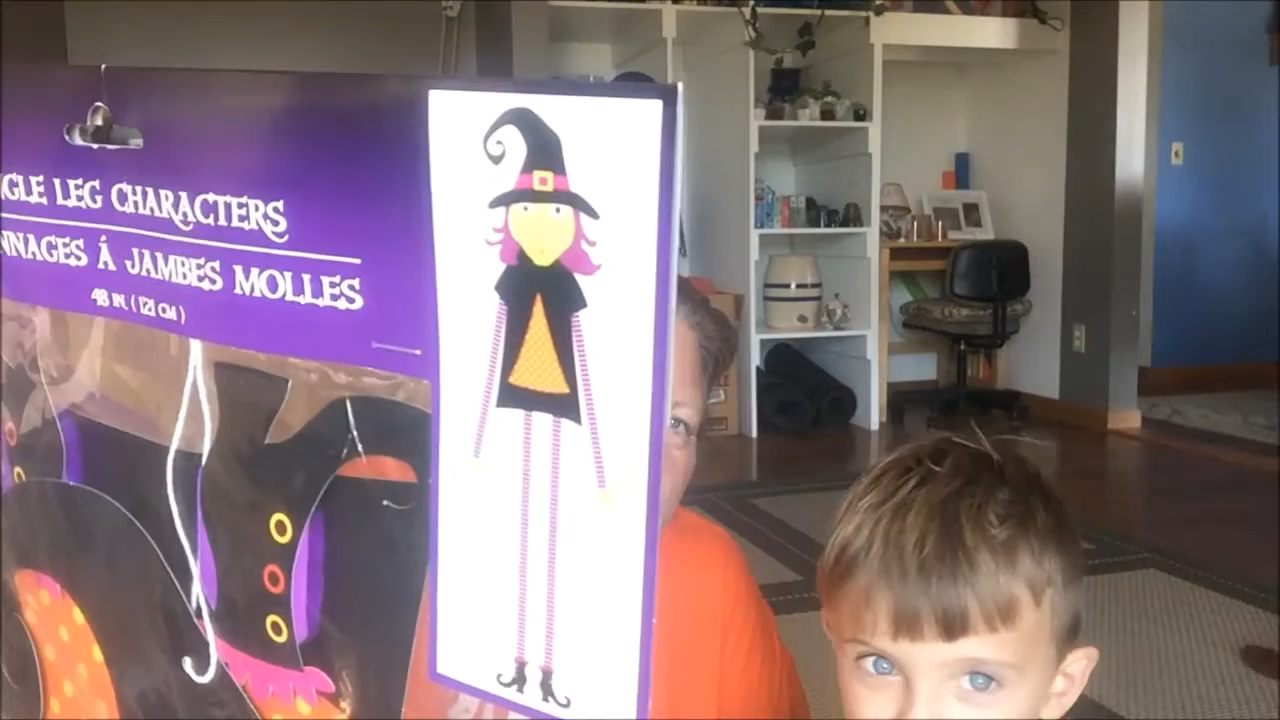 GLE LEG CHARACTERS
NNAGES Á JAMBES MOLLES
48 IN. (121 CM)